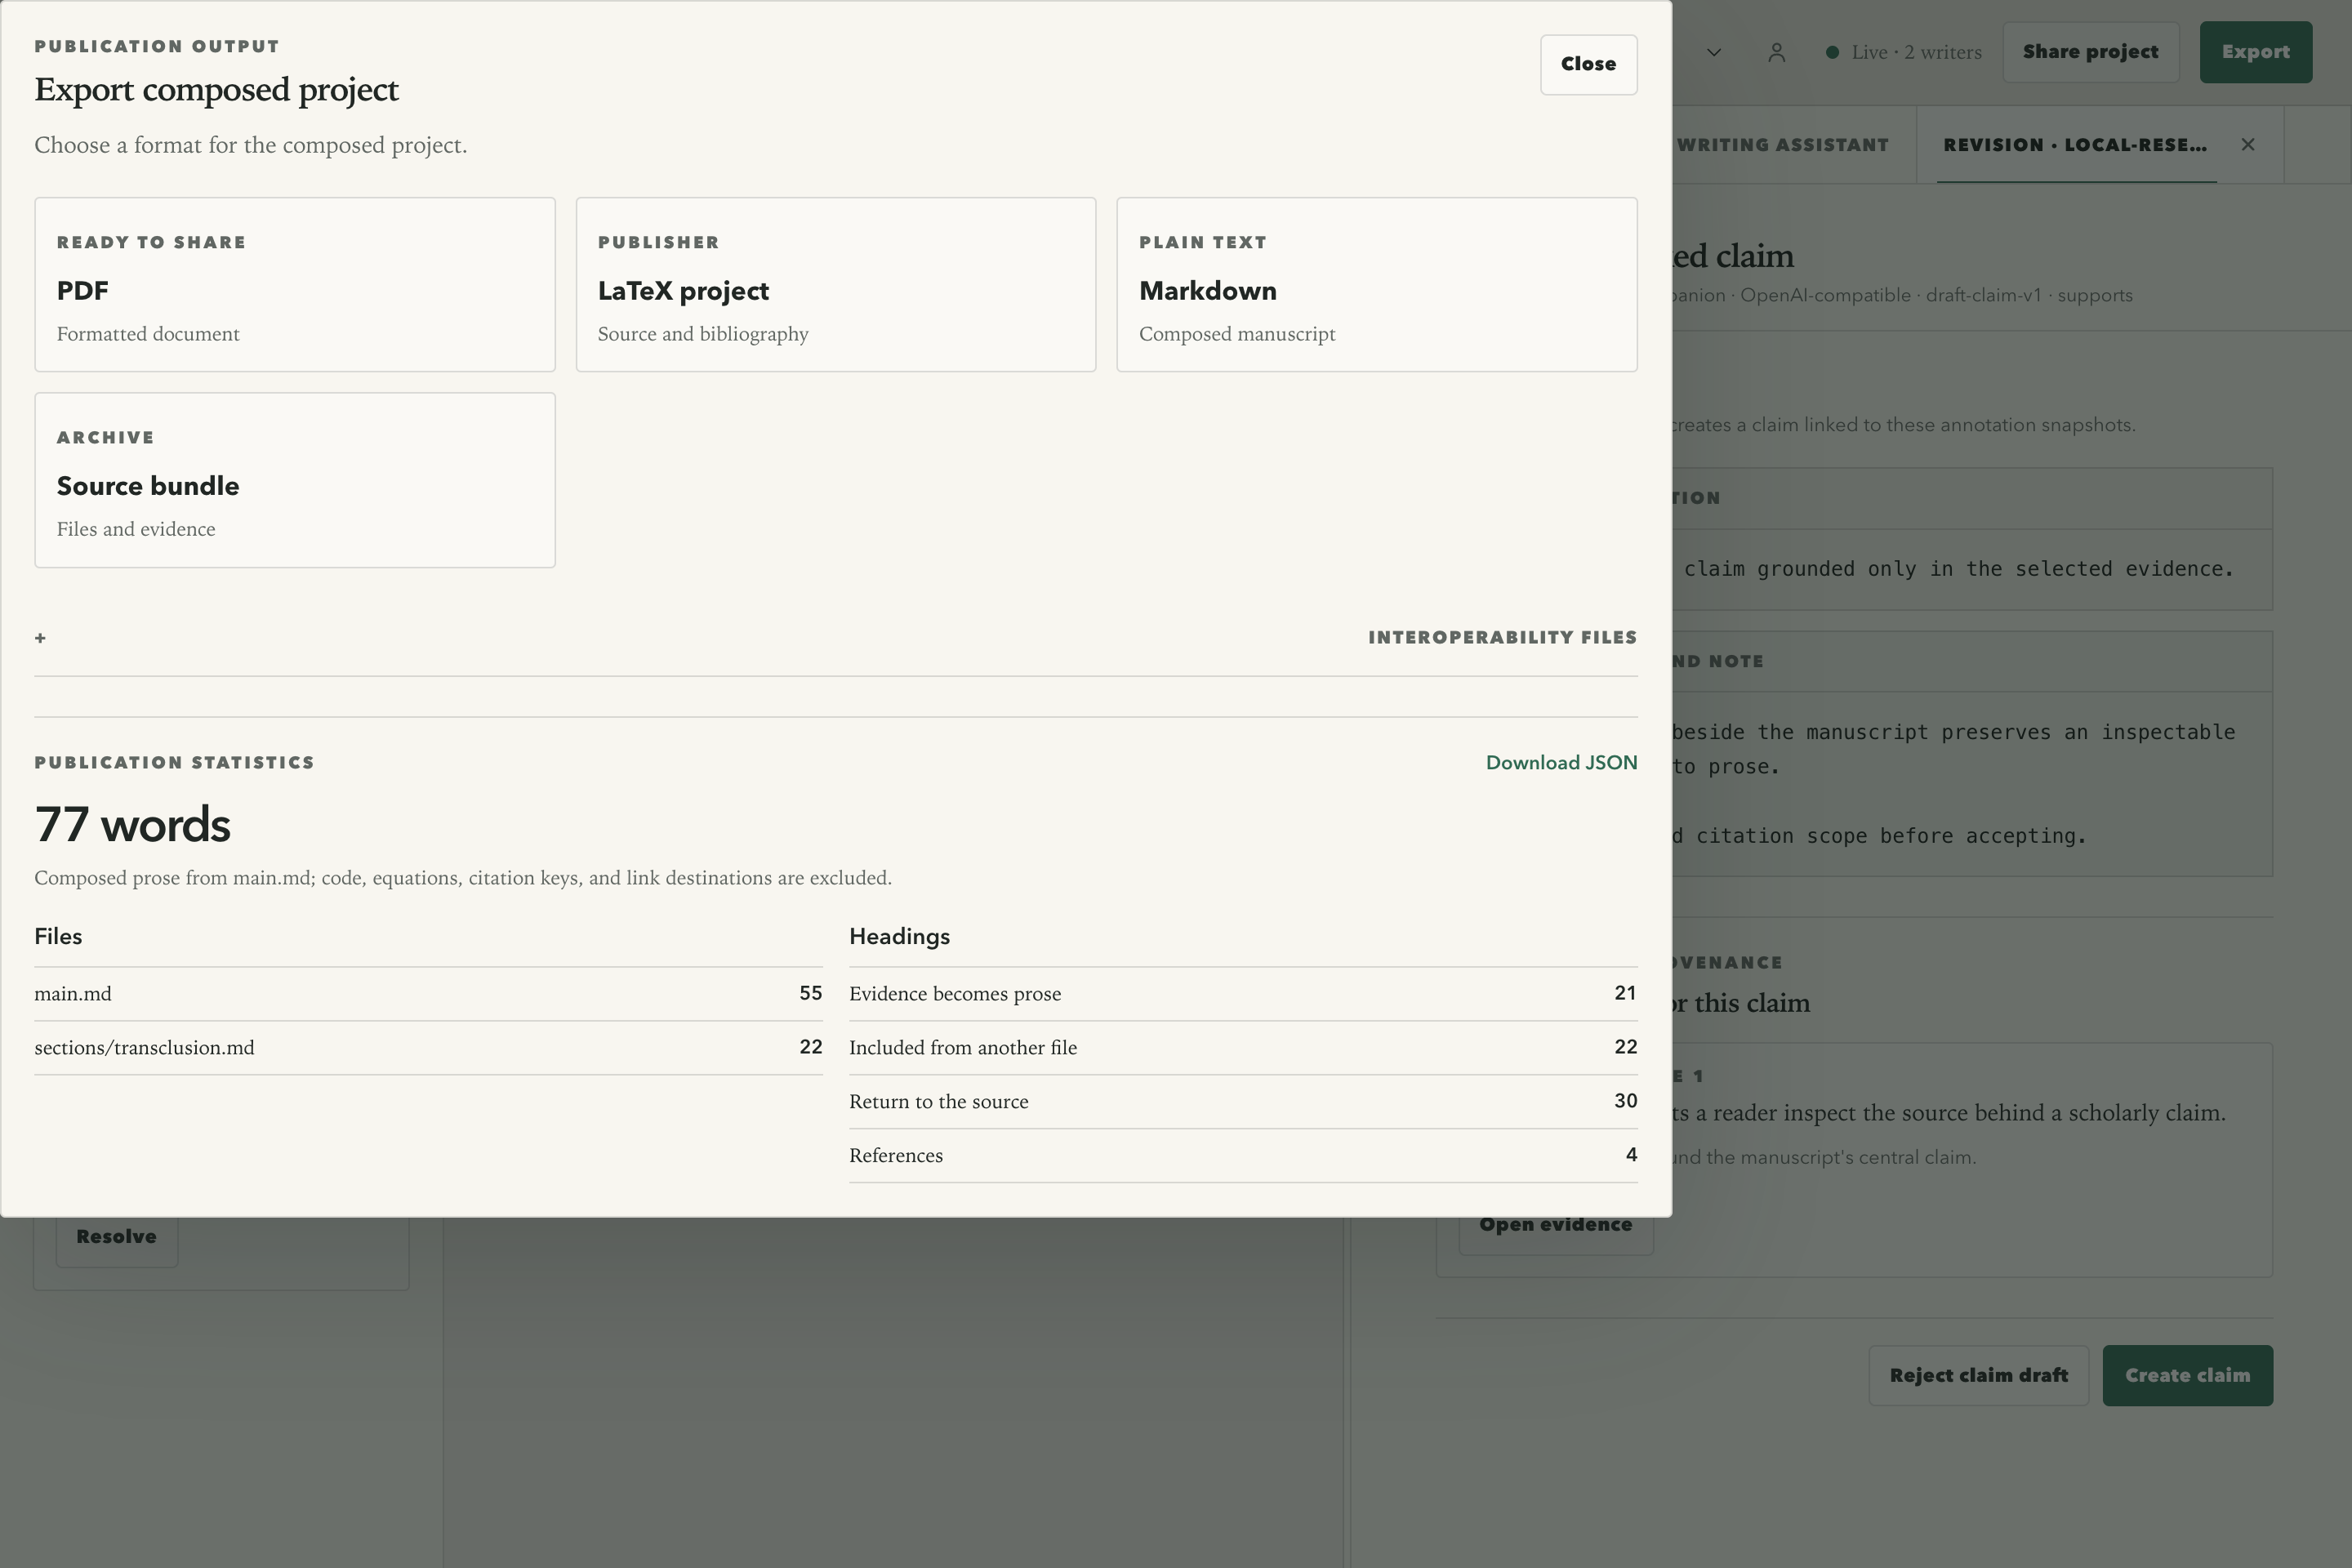 PUBLICATION OUTPUT
Export composed project
Choose a format for the composed project.
Close
READY TO SHARE
PDF
Formatted document
PUBLISHER
LaTeX project
Source and bibliography
PLAIN TEXT
Markdown
Composed manuscript
ARCHIVE
Source bundle
Files and evidence
+
INTEROPERABILITY FILES
PUBLICATION STATISTICS
Download JSON
77 words
Composed prose from main.md; code, equations, citation keys, and link destinations are excluded.
Files
main.md 55
sections/transclusion.md 22
Headings
Evidence becomes prose 21
Included from another file 22
Return to the source 30
References 4
Resolve
Live · 2 writers
Share project
Export
WRITING ASSISTANT
REVISION · LOCAL-RESE...
claim
· OpenAI-compatible · draft-claim-v1 · supports
creates a claim linked to these annotation snapshots.
claim grounded only in the selected evidence.
NOTE
beside the manuscript preserves an inspectable
to prose.
citation scope before accepting.
for this claim
1
a reader inspect the source behind a scholarly claim.
the manuscript's central claim.
Open evidence
Reject claim draft
Create claim